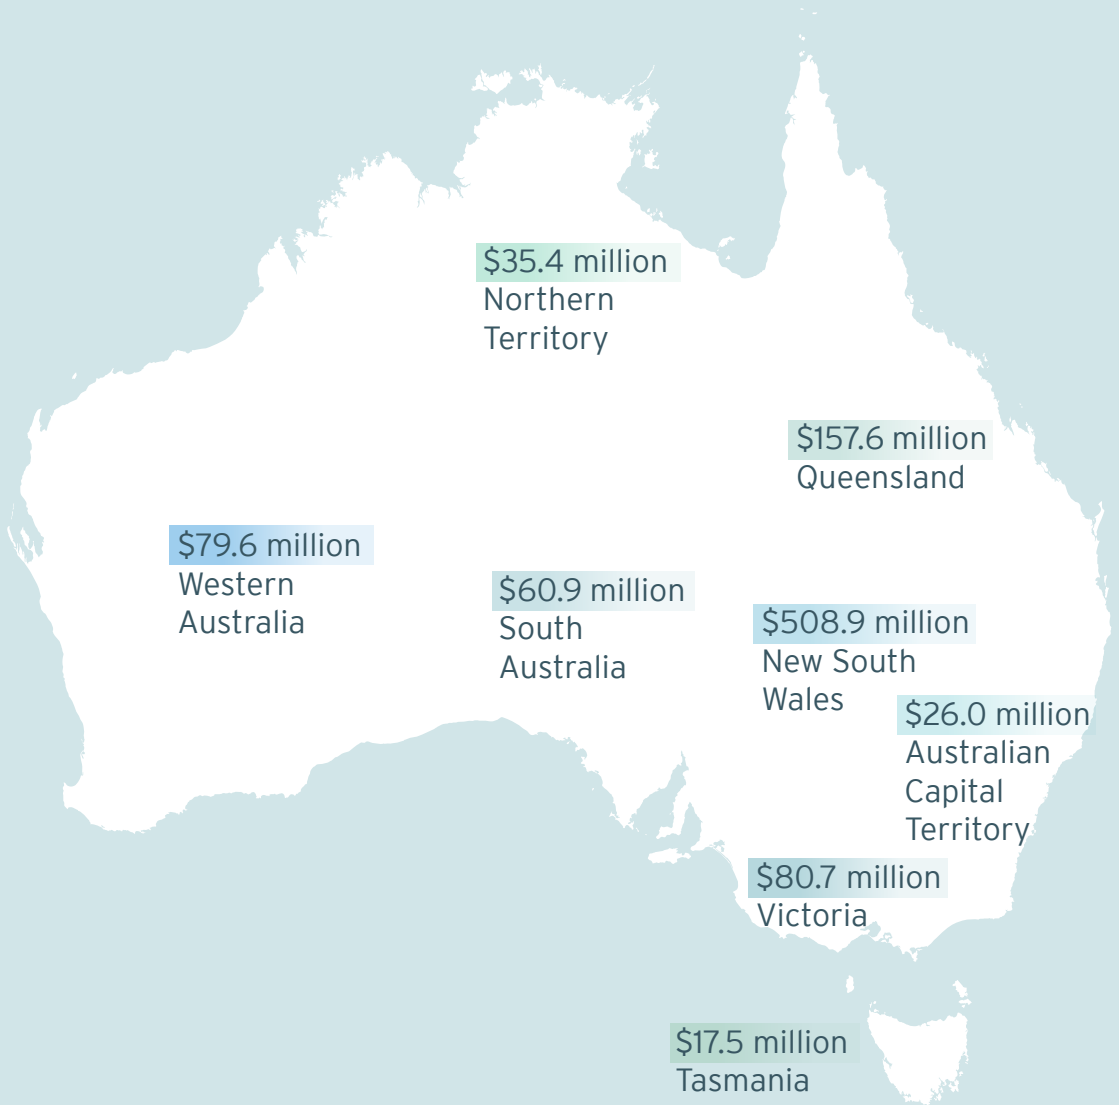 $35.4 million
Northern
Territory
$157.6 million
Queensland
$79.6 million
Western
Australia
$60.9 million
South
Australia
$508.9 million
New South
Wales
$26.0 million
Australian
Capital
Territory
$80.7 million
Victoria
$17.5 million
Tasmania